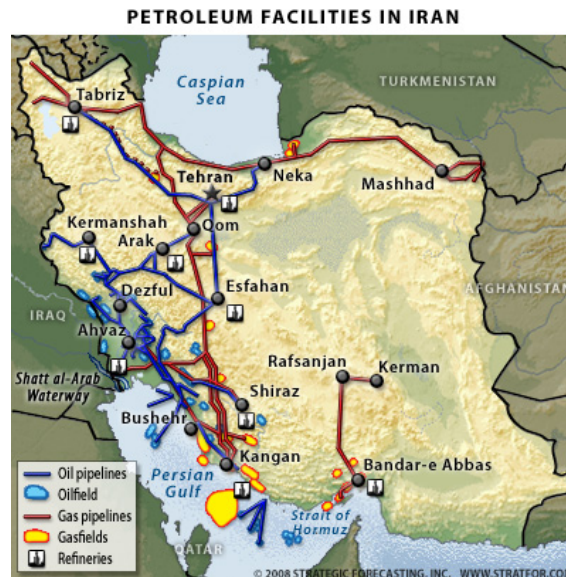 PETROLEUM FACILITIES IN IRAN
Caspian
Sea
TURKMENISTAN
Tabriz
Tehran
Neka
Mashhad
Kermanshah
Qom
Arak
Dezful
Esfahan
AFGHANISTAN
IRAQ
Ahvaz
Rafsanjan
Kerman
Shatt al-Arab
Waterway
Shiraz
Bushehr
Kangan
Bandar-e Abbas
Persian
Gulf
Strait of
Hormuz
QATAR
Oil pipelines
Oilfield
Gas pipelines
Gasfields
Refineries
© 2008 STRATEGIC FORECASTING, INC. WWW.STRATFOR.CO